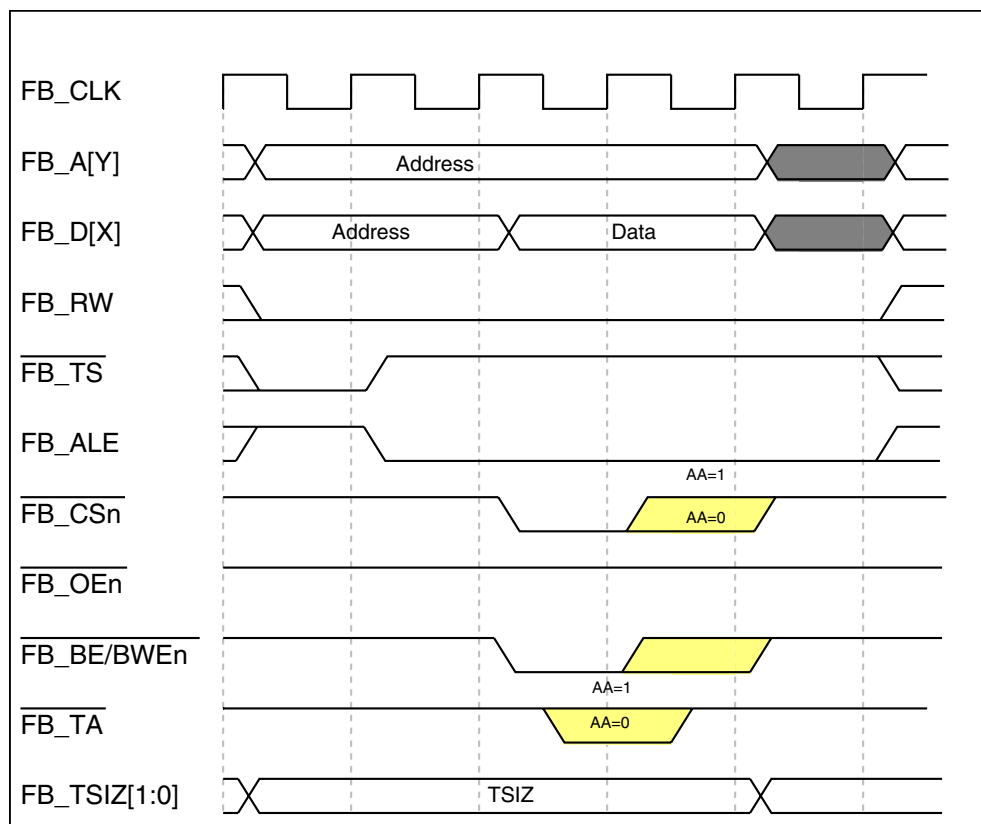 FB_CLK
FB_A[Y]
Address
FB_D[X]
Address
Data
FB_RW
FB_TS
FB_ALE
AA=1
FB_CSn
AA=0
FB_OEn
FB_BE/BWEn
AA=1
FB_TA
AA=0
FB_TSIZ[1:0]
TSIZ